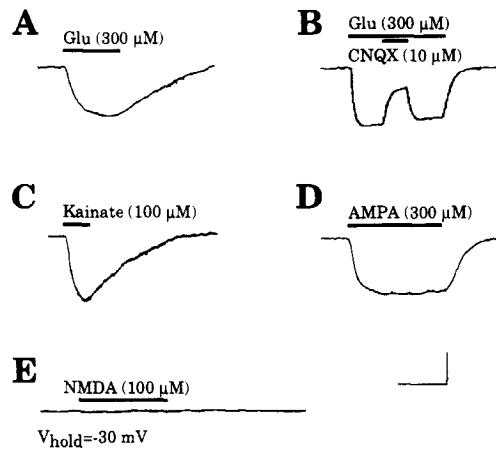 A
Glu (300 µM)
B
Glu (300 µM)
CNQX (10 µM)
C
Kainate (100 µM)
D
AMPA (300 µM)
E
NMDA (100 µM)
Vhold=-30 mV